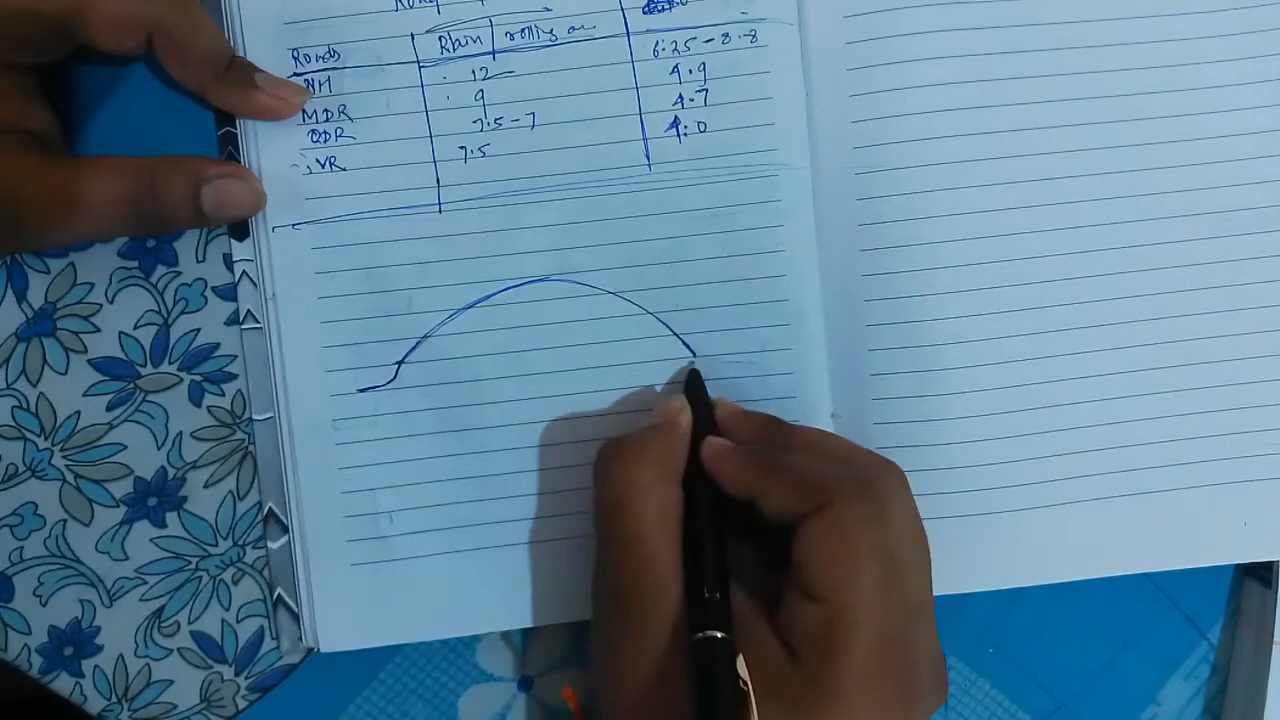 Roads Plain rolling
6.25 - 8.8
NH 12 4.9
MDR 9 4.7
ODR 7.5 - 7 4.0
VR 7.5